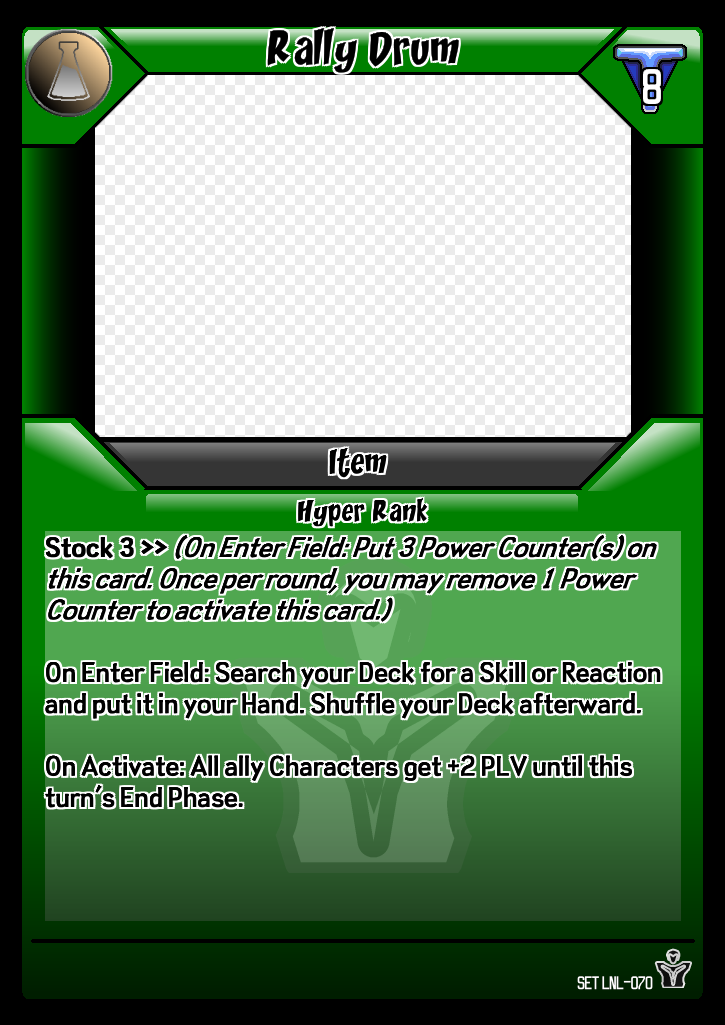 Rally Drum
8
Item
Hyper Rank
Stock 3 >> (On Enter Field: Put 3 Power Counter(s) on
this card. Once per round, you may remove 1 Power
Counter to activate this card.)
On Enter Field: Search your Deck for a Skill or Reaction
and put it in your Hand. Shuffle your Deck afterward.
On Activate: All ally Characters get +2 PLV until this
turn's End Phase.
SET LNL-070